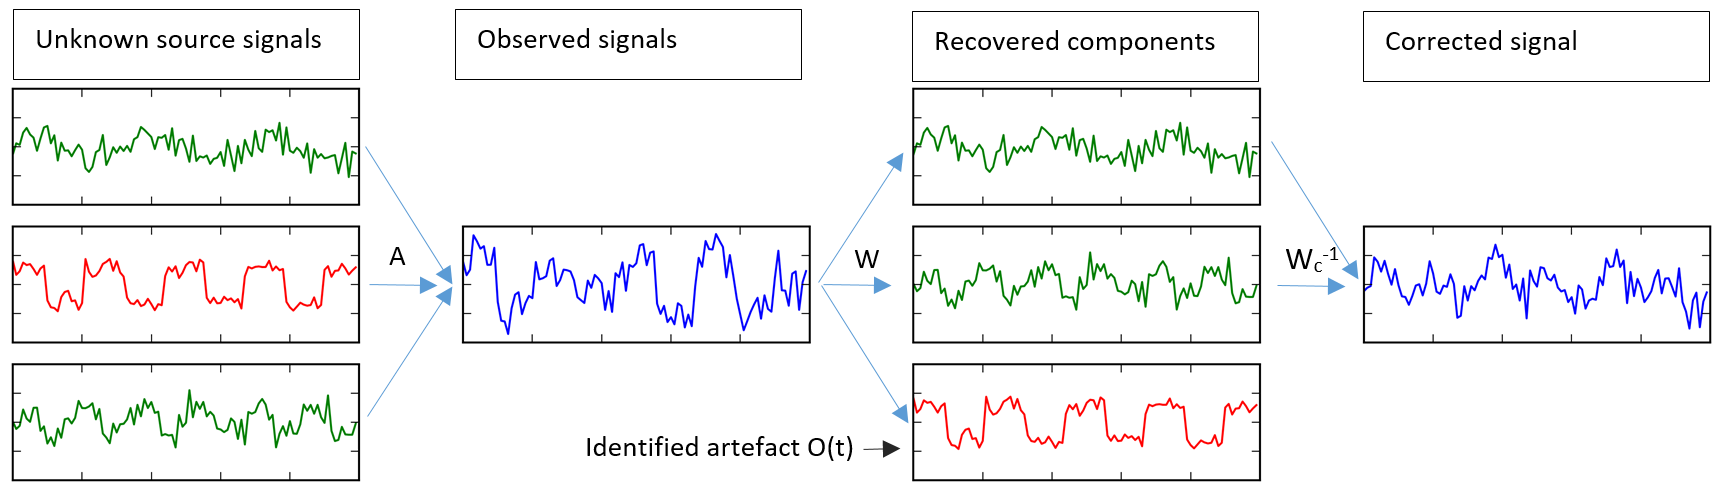 Unknown source signals
Observed signals
Recovered components
Corrected signal
A
W
Wc-1
Identified artefact O(t)